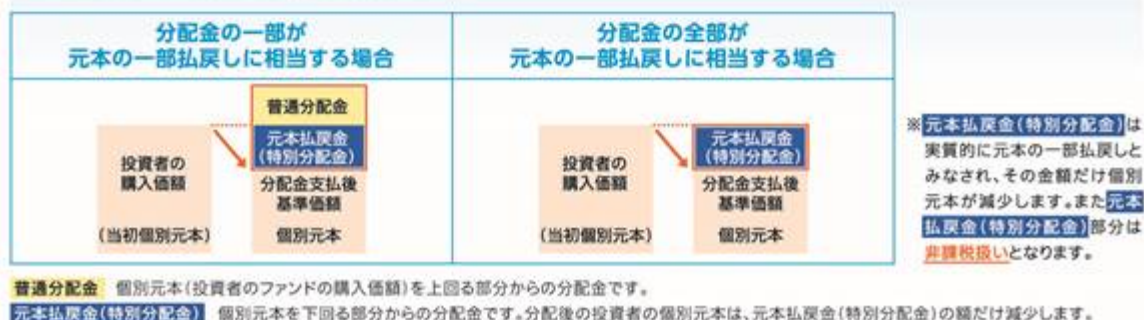 分配金の一部が
元本の一部払戻しに相当する場合
分配金の全部が
元本の一部払戻しに相当する場合
普通分配金
元本払戻金
(特別分配金)
投資者の
購入価額
(当初個別元本)
分配金支払後
基準価額
個別元本
元本払戻金
(特別分配金)
投資者の
購入価額
(当初個別元本)
分配金支払後
基準価額
個別元本
※元本払戻金(特別分配金)は
実質的に元本の一部払戻しと
みなされ、その金額だけ個別
元本が減少します。また元本
払戻金(特別分配金)部分は
非課税扱いとなります。
普通分配金 個別元本(投資者のファンドの購入価額)を上回る部分からの分配金です。
元本払戻金(特別分配金) 個別元本を下回る部分からの分配金です。分配後の投資者の個別元本は、元本払戻金(特別分配金)の額だけ減少します。